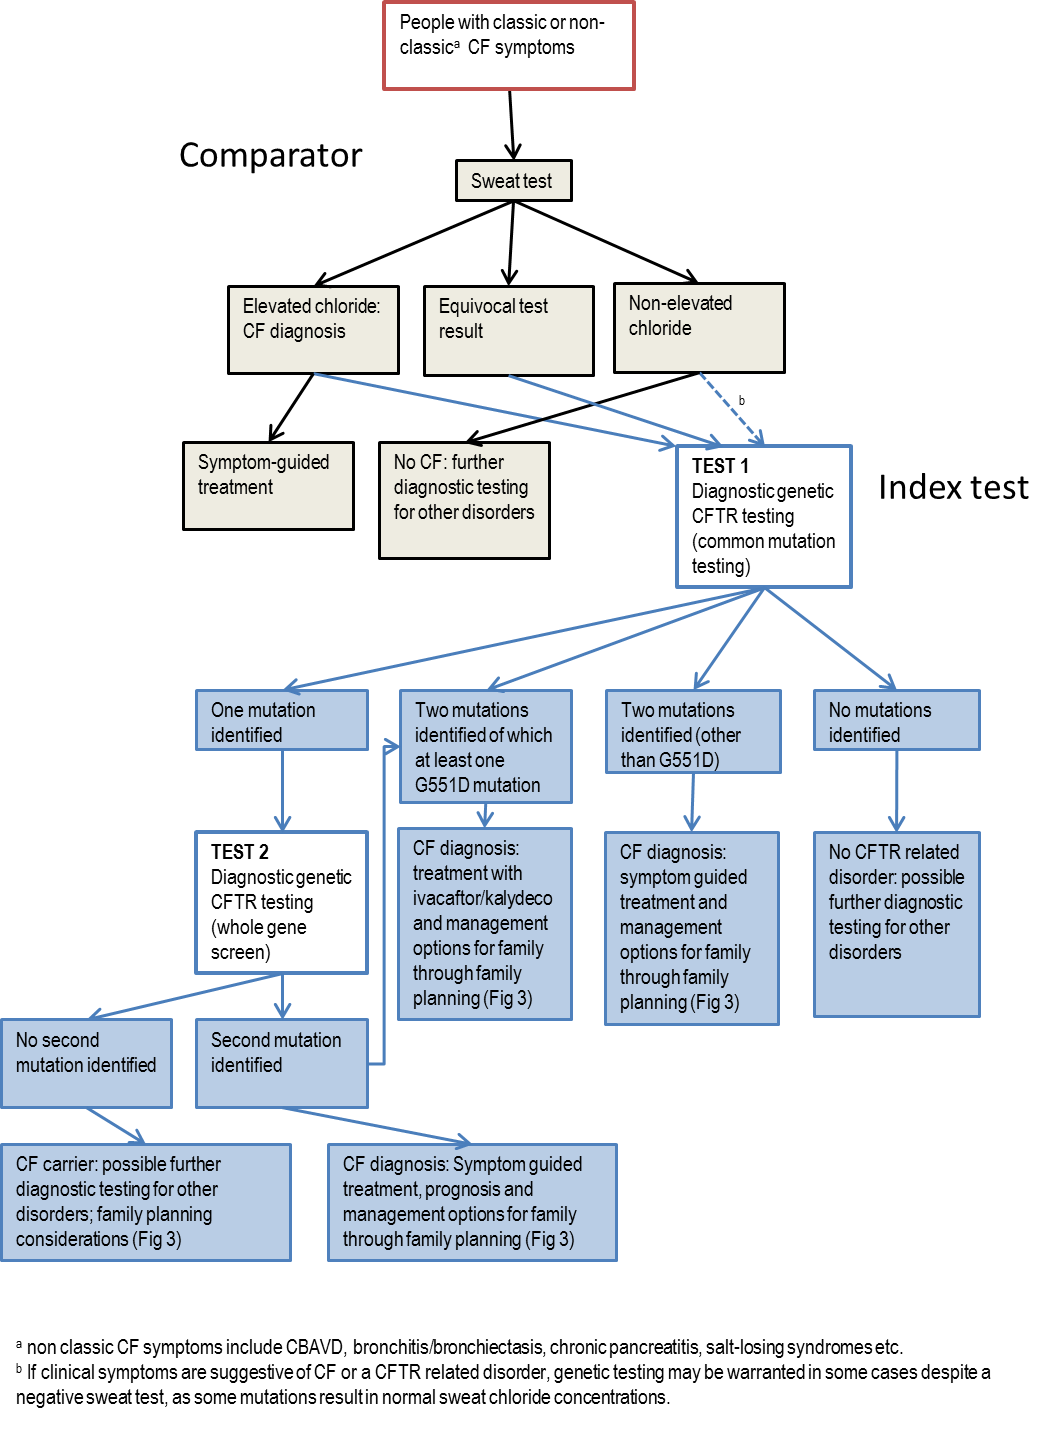 People with classic or non-
classicᵃ CF symptoms
Comparator
Sweat test
Elevated chloride:
CF diagnosis
Equivocal test
result
Non-elevated
chloride
b
Symptom-guided
treatment
No CF: further
diagnostic testing
for other disorders
TEST 1
Diagnostic genetic
CFTR testing
(common mutation
testing)
Index test
One mutation
identified
Two mutations
identified of which
at least one
G551D mutation
Two mutations
identified (other
than G551D)
No mutations
identified
TEST 2
Diagnostic genetic
CFTR testing
(whole gene
screen)
CF diagnosis:
treatment with
ivacaftor/kalydeco
and management
options for family
through family
planning (Fig 3)
CF diagnosis:
symptom guided
treatment and
management
options for family
through family
planning (Fig 3)
No CFTR related
disorder: possible
further diagnostic
testing for other
disorders
No second
mutation identified
Second mutation
identified
CF carrier: possible further
diagnostic testing for other
disorders; family planning
considerations (Fig 3)
CF diagnosis: Symptom guided
treatment, prognosis and
management options for family
through family planning (Fig 3)
ᵃ non classic CF symptoms include CBAVD, bronchitis/bronchiectasis, chronic pancreatitis, salt-losing syndromes etc.
ᵇ If clinical symptoms are suggestive of CF or a CFTR related disorder, genetic testing may be warranted in some cases despite a
negative sweat test, as some mutations result in normal sweat chloride concentrations.